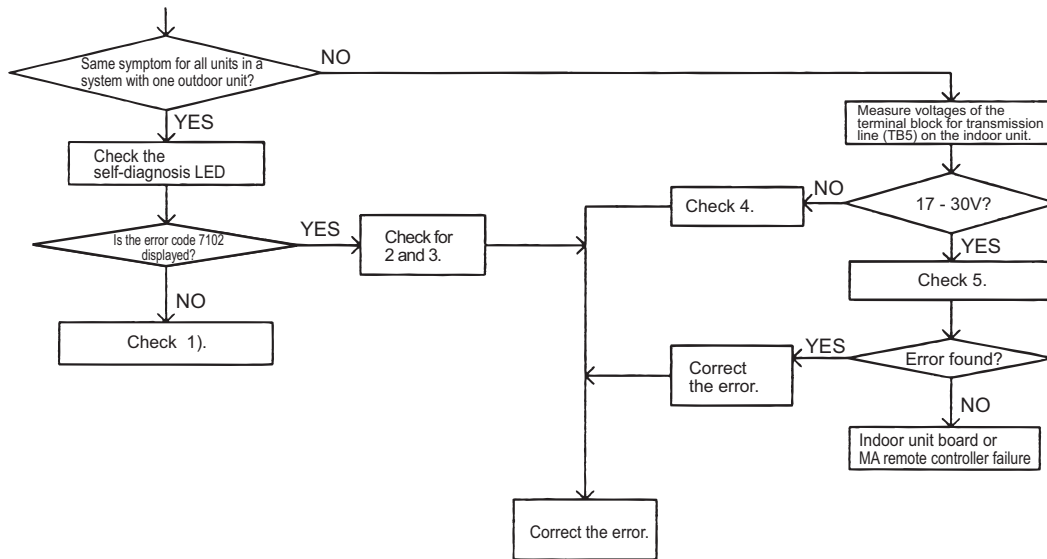 Same symptom for all units in a
system with one outdoor unit?
NO
YES
Measure voltages of the
terminal block for transmission
line (TB5) on the indoor unit.
Check the
self-diagnosis LED
NO
Check 4.
17 - 30V?
YES
Is the error code 7102
displayed?
YES
Check for
2 and 3.
Check 5.
NO
Check 1).
YES
Error found?
Correct
the error.
NO
Indoor unit board or
MA remote controller failure
Correct the error.